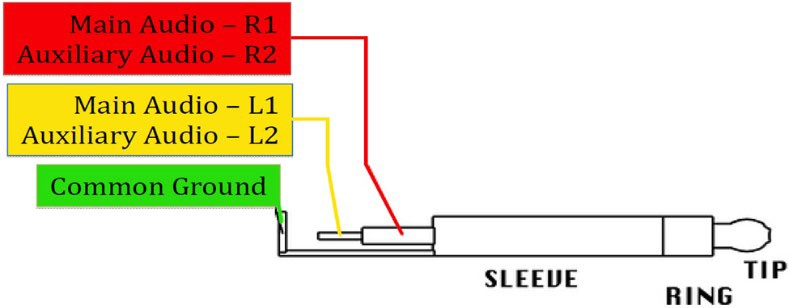 Main Audio – R1
Auxiliary Audio – R2
Main Audio – L1
Auxiliary Audio – L2
Common Ground
SLEEVE
RING
TIP